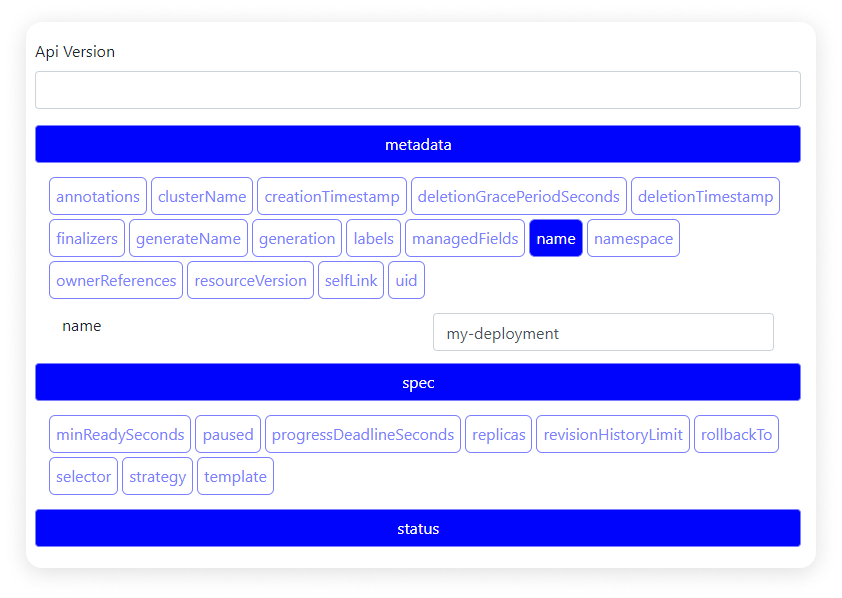 Api Version
metadata
annotations clusterName creationTimestamp deletionGracePeriodSeconds deletionTimestamp
finalizers generateName generation labels managedFields name namespace
ownerReferences resourceVersion selfLink uid
name my-deployment
spec
minReadySeconds paused progressDeadlineSeconds replicas revisionHistoryLimit rollbackTo
selector strategy template
status